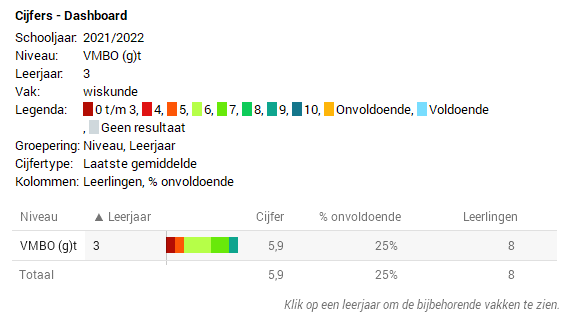 Cijfers - Dashboard
Schooljaar: 2021/2022
Niveau: VMBO (g)t
Leerjaar: 3
Vak: wiskunde
Legenda: 0 t/m 3, 4, 5, 6, 7, 8, 9, 10, Onvoldoende, Voldoende
, Geen resultaat
Groepering: Niveau, Leerjaar
Cijfertype: Laatste gemiddelde
Kolommen: Leerlingen, % onvoldoende
Niveau ▲ Leerjaar Cijfer % onvoldoende Leerlingen
VMBO (g)t 3 5,9 25% 8
Totaal 5,9 25% 8
Klik op een leerjaar om de bijbehorende vakken te zien.